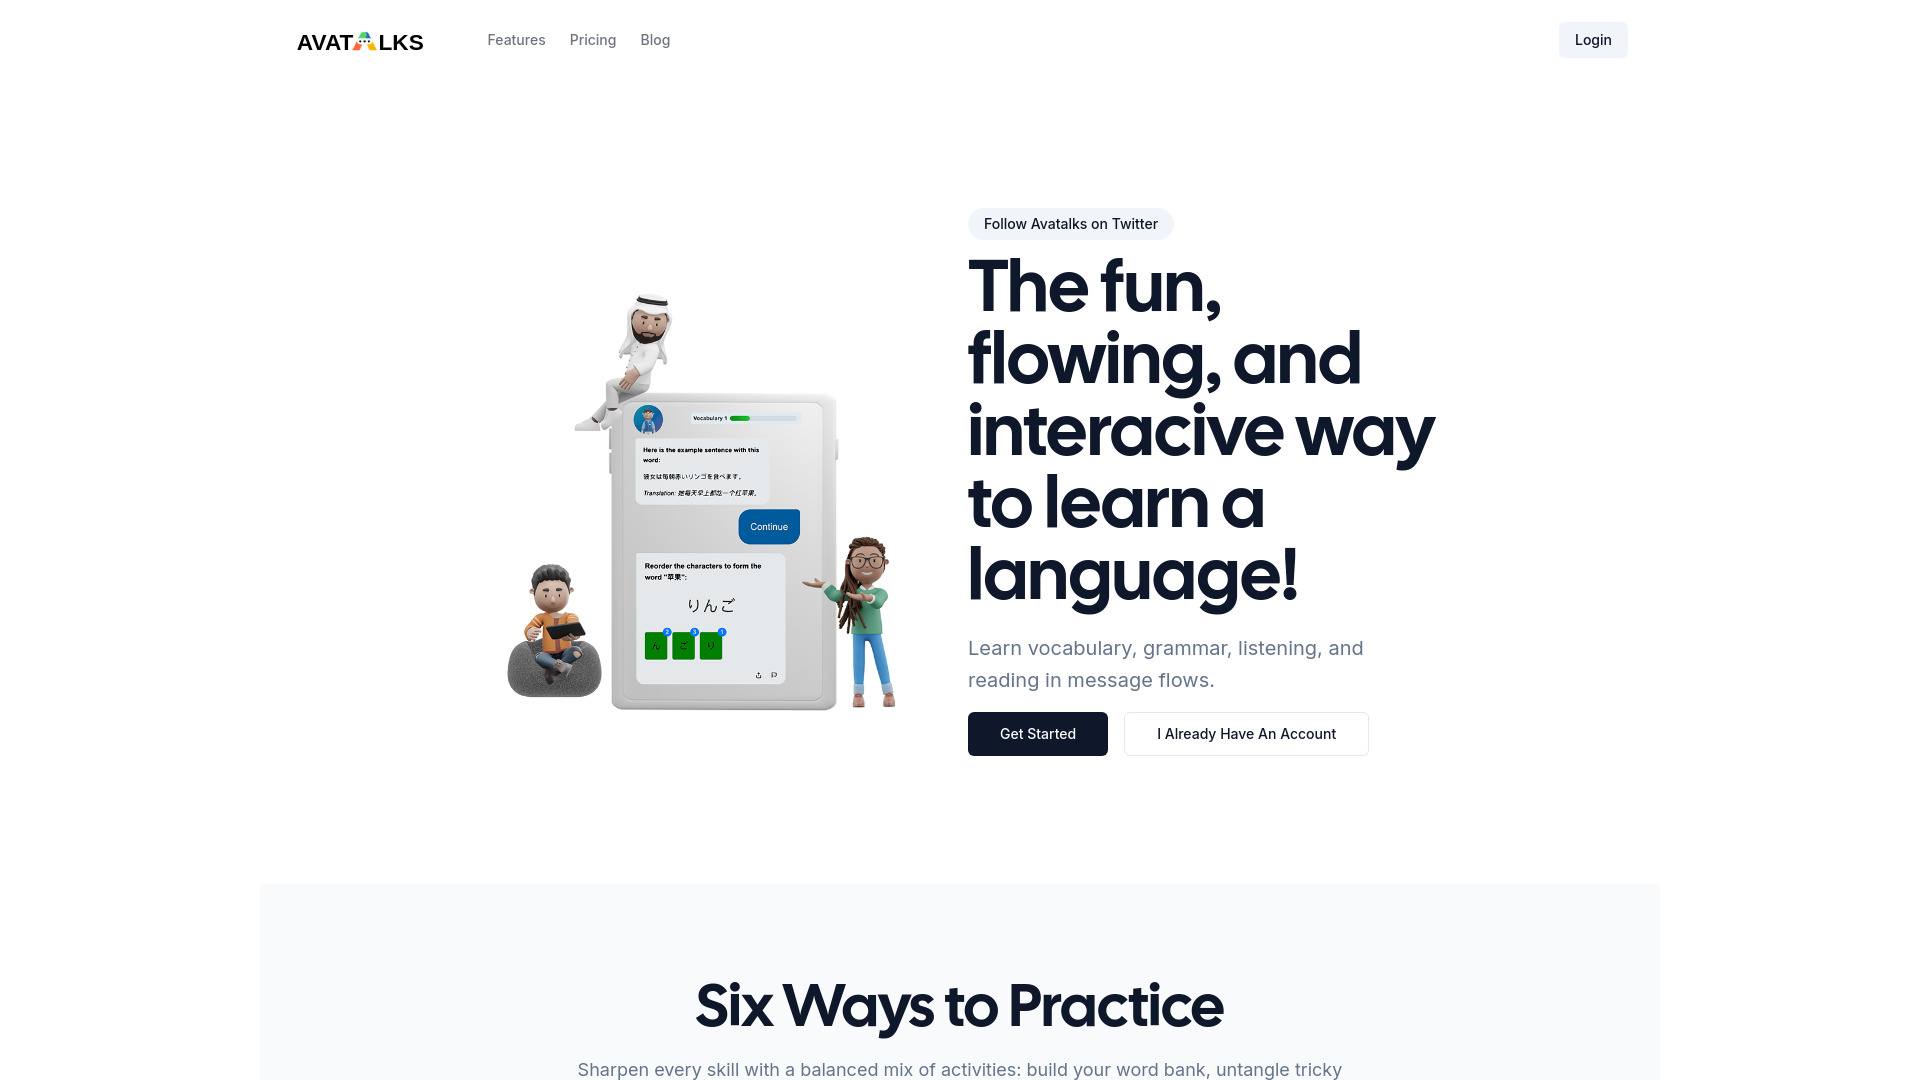 AVATALKS
Features
Pricing
Blog
Login
Follow Avatalks on Twitter
The fun,
flowing, and
interacive way
to learn a
language!
Learn vocabulary, grammar, listening, and
reading in message flows.
Get Started
I Already Have An Account
Vocabulary 1
Here is the example sentence with this
word:
彼女は毎朝赤いリンゴを食べます。
Translation: 她每天早上都吃一个红苹果。
Continue
Reorder the characters to form the
word "苹果":
りんご
2
3
1
ん
ご
り
Six Ways to Practice
Sharpen every skill with a balanced mix of activities: build your word bank, untangle tricky